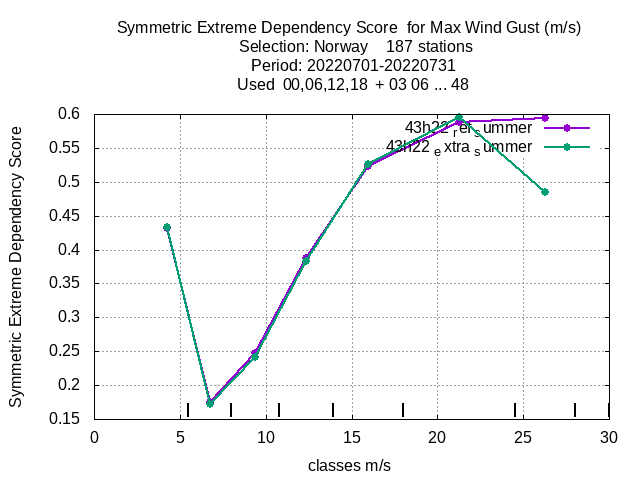 Symmetric Extreme Dependency Score for Max Wind Gust (m/s)
Selection: Norway 187 stations
Period: 20220701-20220731
Used 00,06,12,18 + 03 06 ... 48
43h22refsummer
43h22extrasummer
0.6
0.55
0.5
0.45
0.4
0.35
0.3
0.25
0.2
0.15
Symmetric Extreme Dependency Score
0 5 10 15 20 25 30
classes m/s